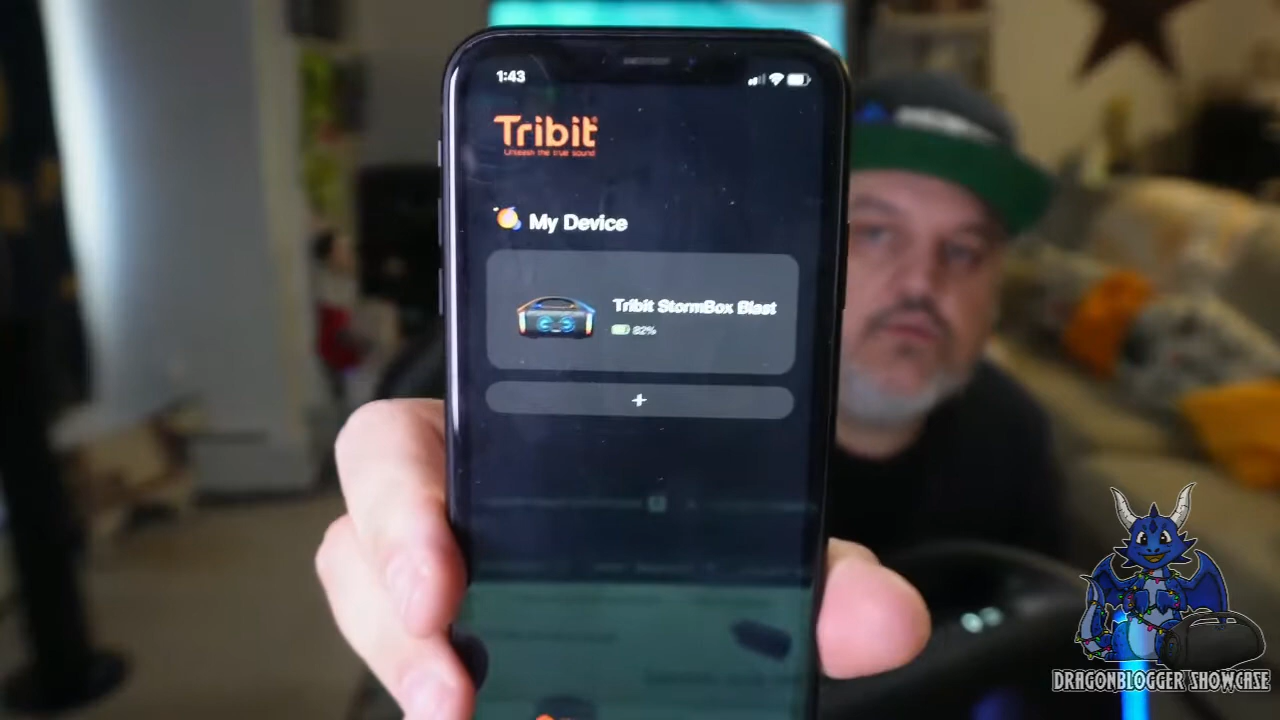 1:43
Tribit
Unleash the true sound
My Device
Tribit StormBox Blast
82%
+
DRAGONBLOGGER SHOWCASE